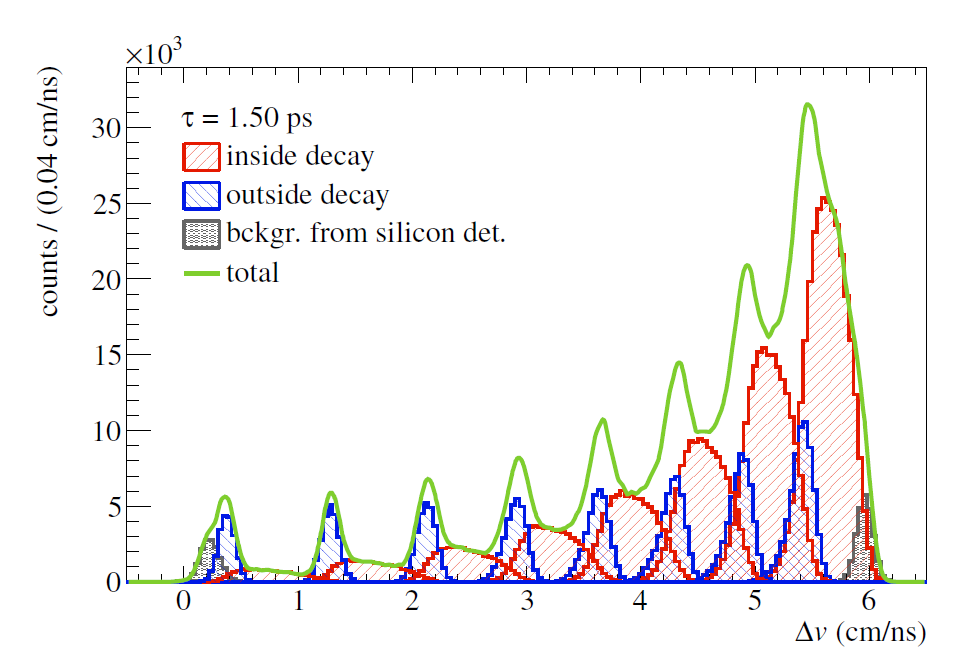 ×10³
counts / (0.04 cm/ns)
30
25
20
15
10
5
0
τ = 1.50 ps
inside decay
outside decay
bckgr. from silicon det.
total
0 1 2 3 4 5 6
Δv (cm/ns)